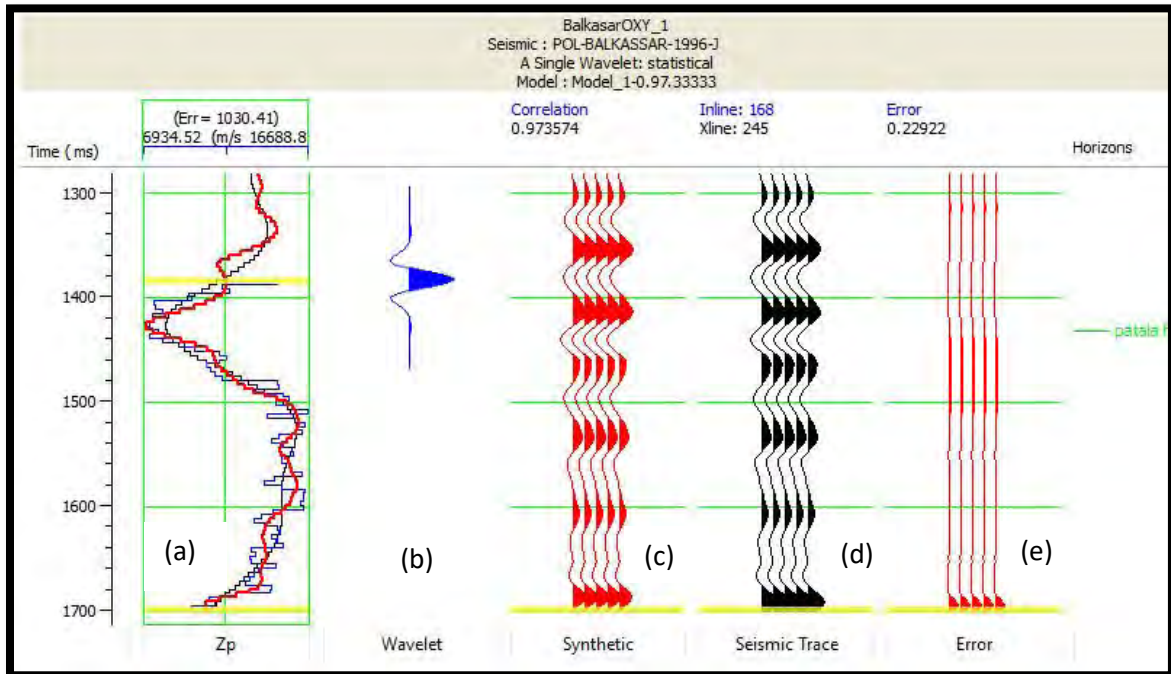 BalkasarOXY_1
Seismic : POL-BALKASSAR-1996-J
A Single Wavelet: statistical
Model : Model_1-0.97.33333
(Err= 1030.41)
6934.52 (m/s 16688.8
Correlation
0.973574
Inline: 168
Xline: 245
Error
0.22922
Time (ms)
Horizons
1300
1400
patala
1500
1600
(a)
(b)
(c)
(d)
(e)
1700
Zp
Wavelet
Synthetic
Seismic Trace
Error